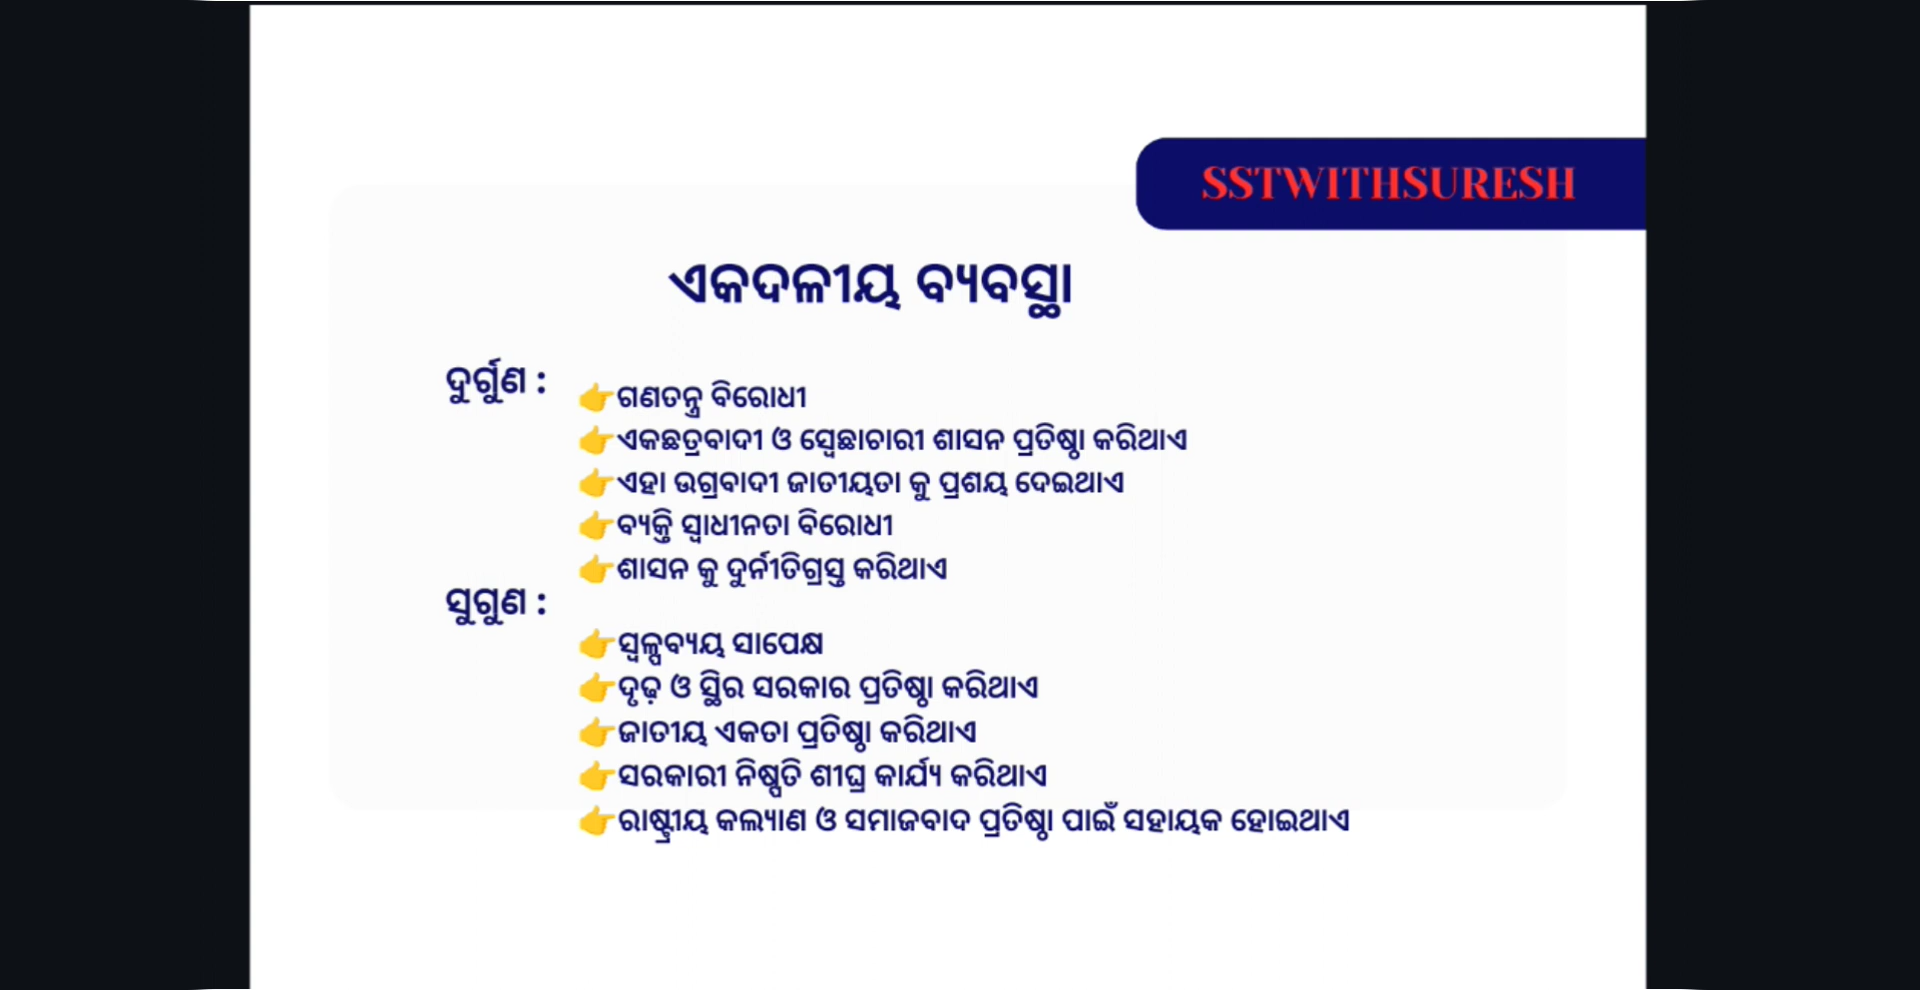 SSTWITHSURESH
ଏକଦଳୀୟ ବ୍ୟବସ୍ଥା
ଦୁର୍ଗୁଣ :
👉ଗଣତନ୍ତ୍ର ବିରୋଧୀ
👉ଏକଛତ୍ରବାଦୀ ଓ ସ୍ଵେଛାଚାରୀ ଶାସନ ପ୍ରତିଷ୍ଠା କରିଥାଏ
👉ଏହା ଉଗ୍ରବାଦୀ ଜାତୀୟତା କୁ ପ୍ରଶୟ ଦେଇଥାଏ
👉ବ୍ୟକ୍ତି ସ୍ଵାଧୀନତା ବିରୋଧୀ
👉ଶାସନ କୁ ଦୁର୍ନୀତିଗ୍ରସ୍ତ କରିଥାଏ
ସୁଗୁଣ :
👉ସ୍ଵଳ୍ପବ୍ୟୟ ସାପେକ୍ଷ
👉ଦୃଢ଼ ଓ ସ୍ଥିର ସରକାର ପ୍ରତିଷ୍ଠା କରିଥାଏ
👉ଜାତୀୟ ଏକତା ପ୍ରତିଷ୍ଠା କରିଥାଏ
👉ସରକାରୀ ନିଷ୍ପତି ଶୀଘ୍ର କାର୍ଯ୍ୟ କରିଥାଏ
👉ରାଷ୍ଟ୍ରୀୟ କଲ୍ୟାଣ ଓ ସମାଜବାଦ ପ୍ରତିଷ୍ଠା ପାଇଁ ସହାୟକ ହୋଇଥାଏ